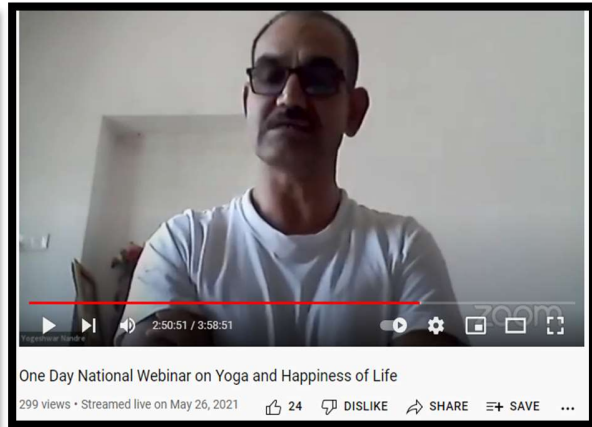 zoom
2:50:51 / 3:58:51
Yogeshwar Nandre
One Day National Webinar on Yoga and Happiness of Life
299 views • Streamed live on May 26, 2021 24 DISLIKE SHARE SAVE ...